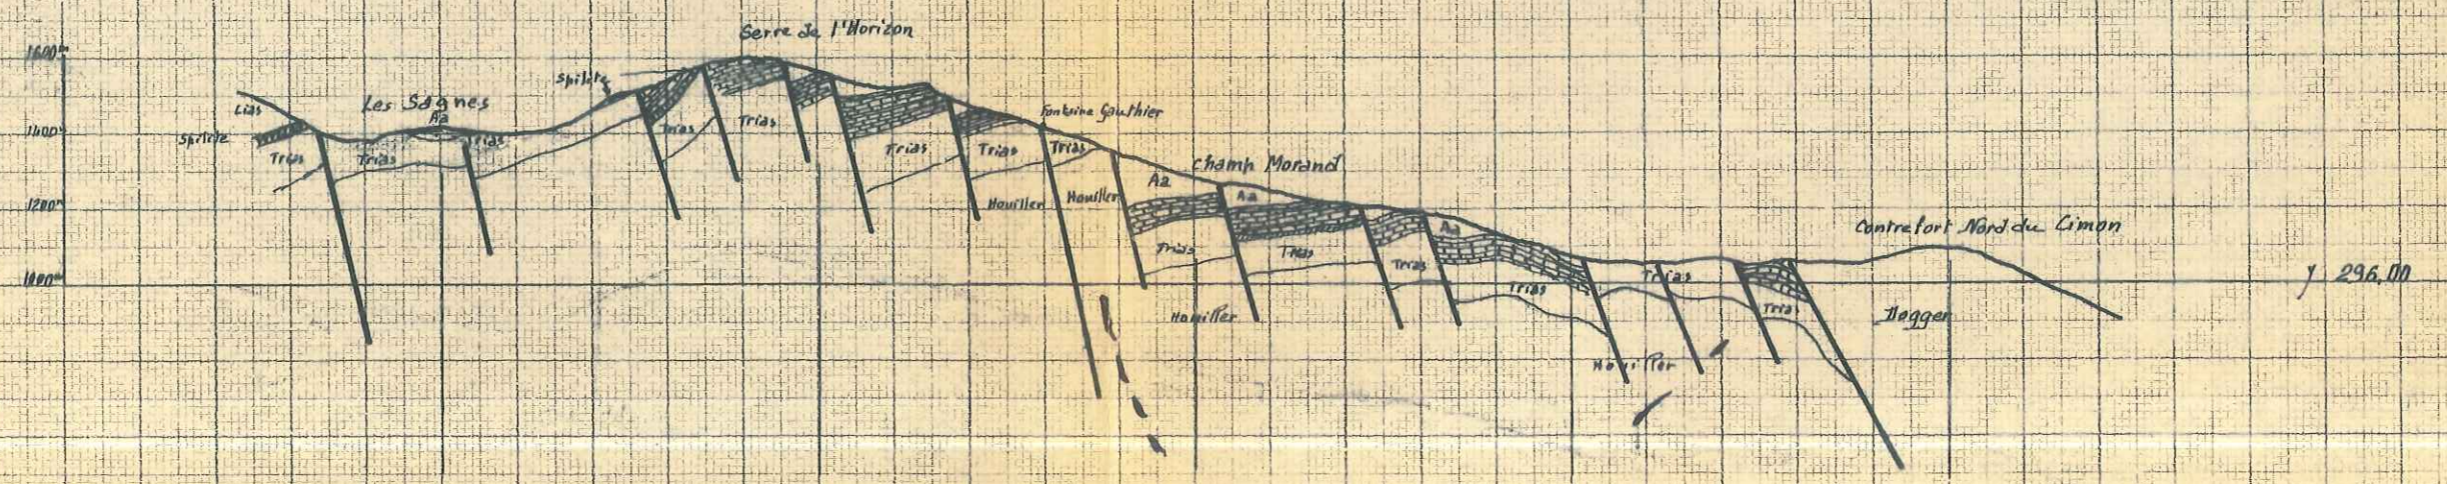 Serre de l'Horizon
1600m
Spilite
Lias
Les Sagnes
Aa
1400m
Spilite
Trias
Trias
Trias
Trias
Trias
Fontaine Gauthier
Trias
Trias
Trias
Champ Morand
Aa
Aa
1200m
Houiller
Houiller
Aa
Contrefort Nord du Cimon
Trias
Trias
Trias
Trias
Trias
Trias
1000m
y 296.00
Houiller
Dogger
Houiller